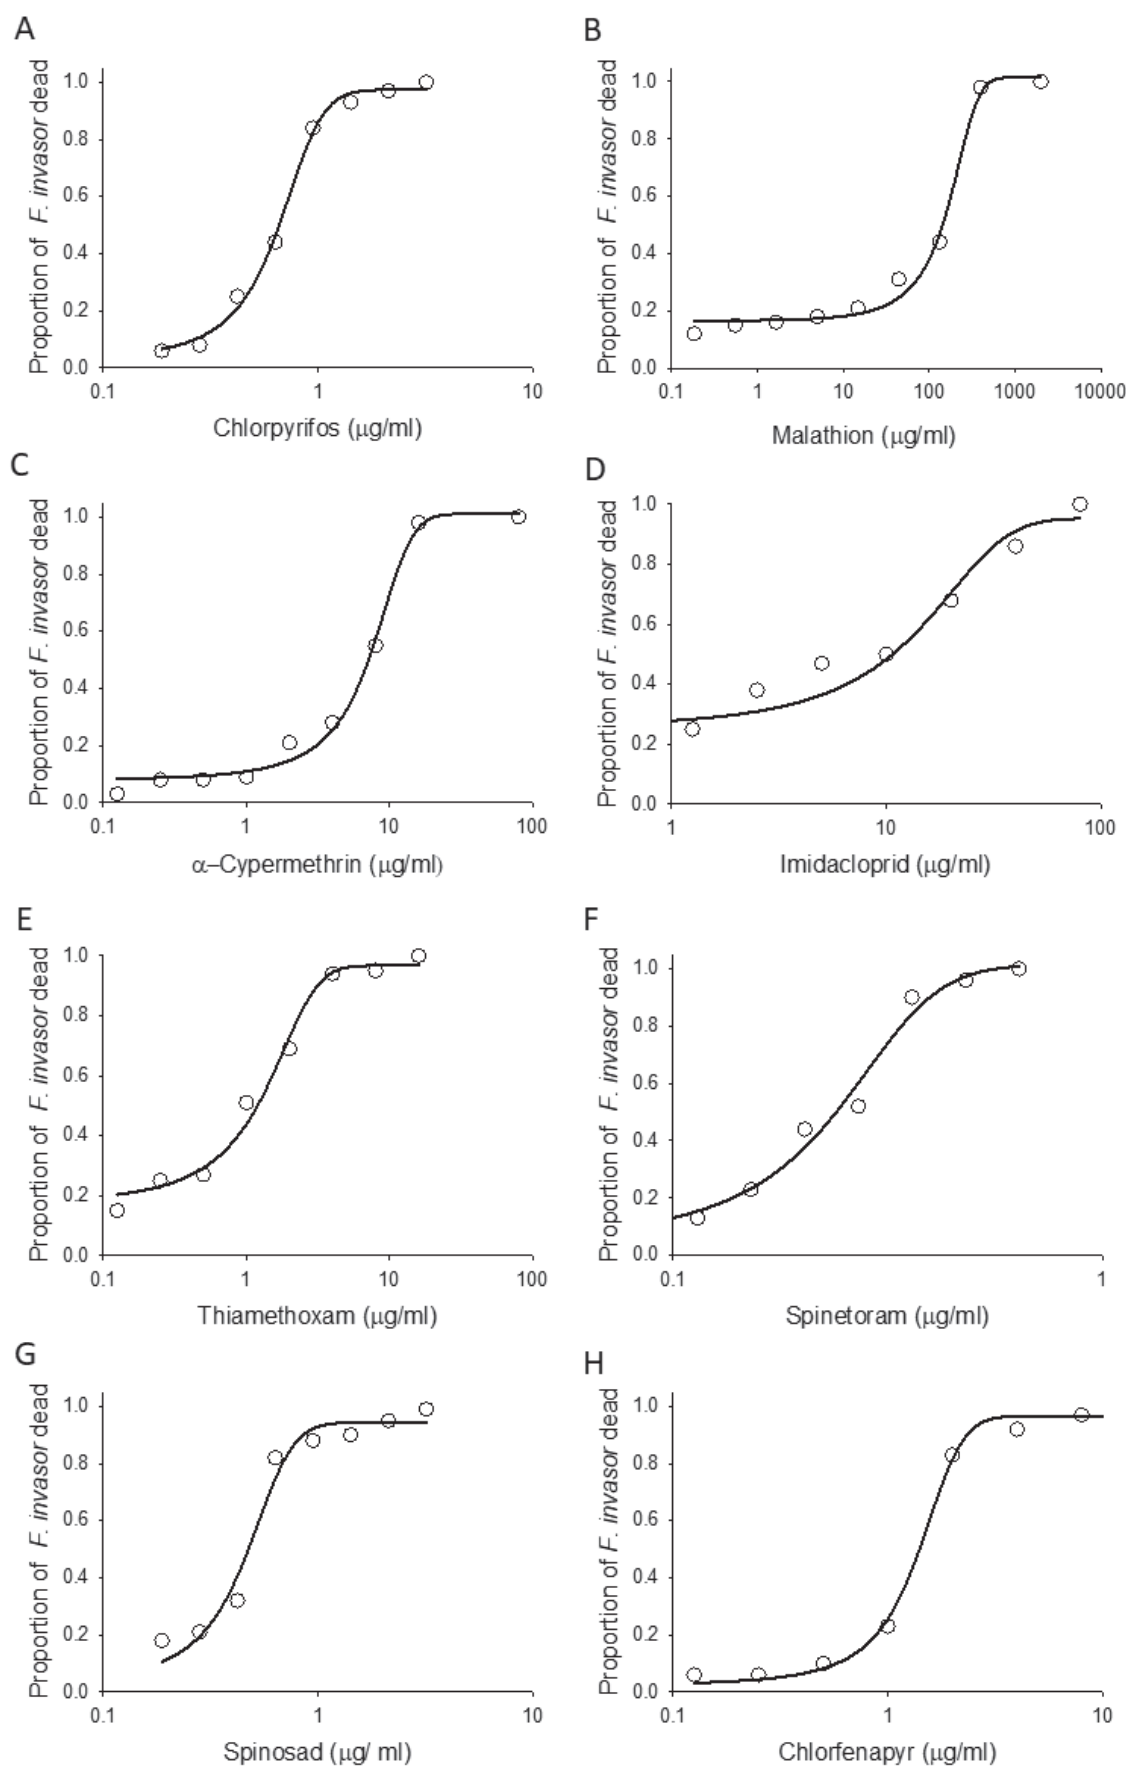 A
Proportion of F. invasor dead
1.0
0.8
0.6
0.4
0.2
0.0
0.1 1 10
Chlorpyrifos (μg/ml)
B
Proportion of F. invasor dead
1.0
0.8
0.6
0.4
0.2
0.0
0.1 1 10 100 1000 10000
Malathion (μg/ml)
C
Proportion of F. invasor dead
1.0
0.8
0.6
0.4
0.2
0.0
0.1 1 10 100
α–Cypermethrin (μg/ml)
D
Proportion of F. invasor dead
1.0
0.8
0.6
0.4
0.2
0.0
1 10 100
Imidacloprid (μg/ml)
E
Proportion of F. invasor dead
1.0
0.8
0.6
0.4
0.2
0.0
0.1 1 10 100
Thiamethoxam (μg/ml)
F
Proportion of F. invasor dead
1.0
0.8
0.6
0.4
0.2
0.0
0.1 1
Spinetoram (μg/ml)
G
Proportion of F. invasor dead
1.0
0.8
0.6
0.4
0.2
0.0
0.1 1 10
Spinosad (μg/ ml)
H
Proportion of F. invasor dead
1.0
0.8
0.6
0.4
0.2
0.0
0.1 1 10
Chlorfenapyr (μg/ml)